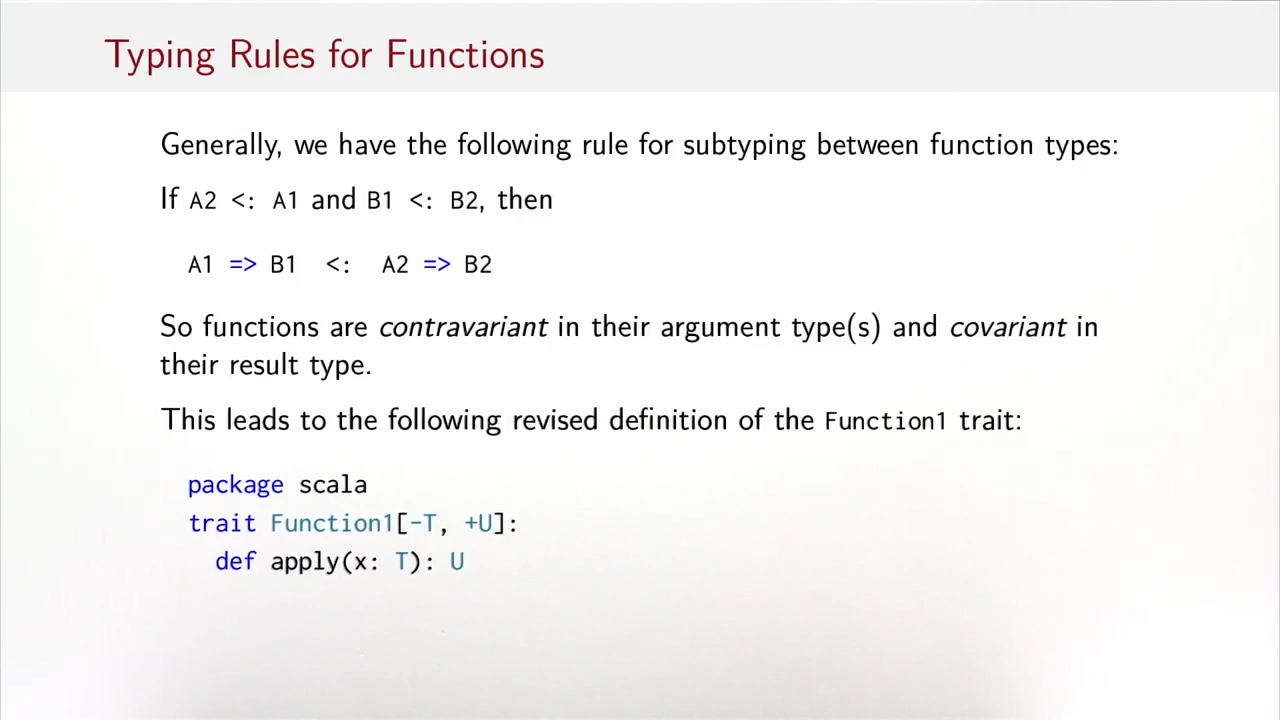 Typing Rules for Functions
Generally, we have the following rule for subtyping between function types:
If A2 <: A1 and B1 <: B2, then
A1 => B1 <: A2 => B2
So functions are contravariant in their argument type(s) and covariant in
their result type.
This leads to the following revised definition of the Function1 trait:
package scala
trait Function1[-T, +U]:
def apply(x: T): U